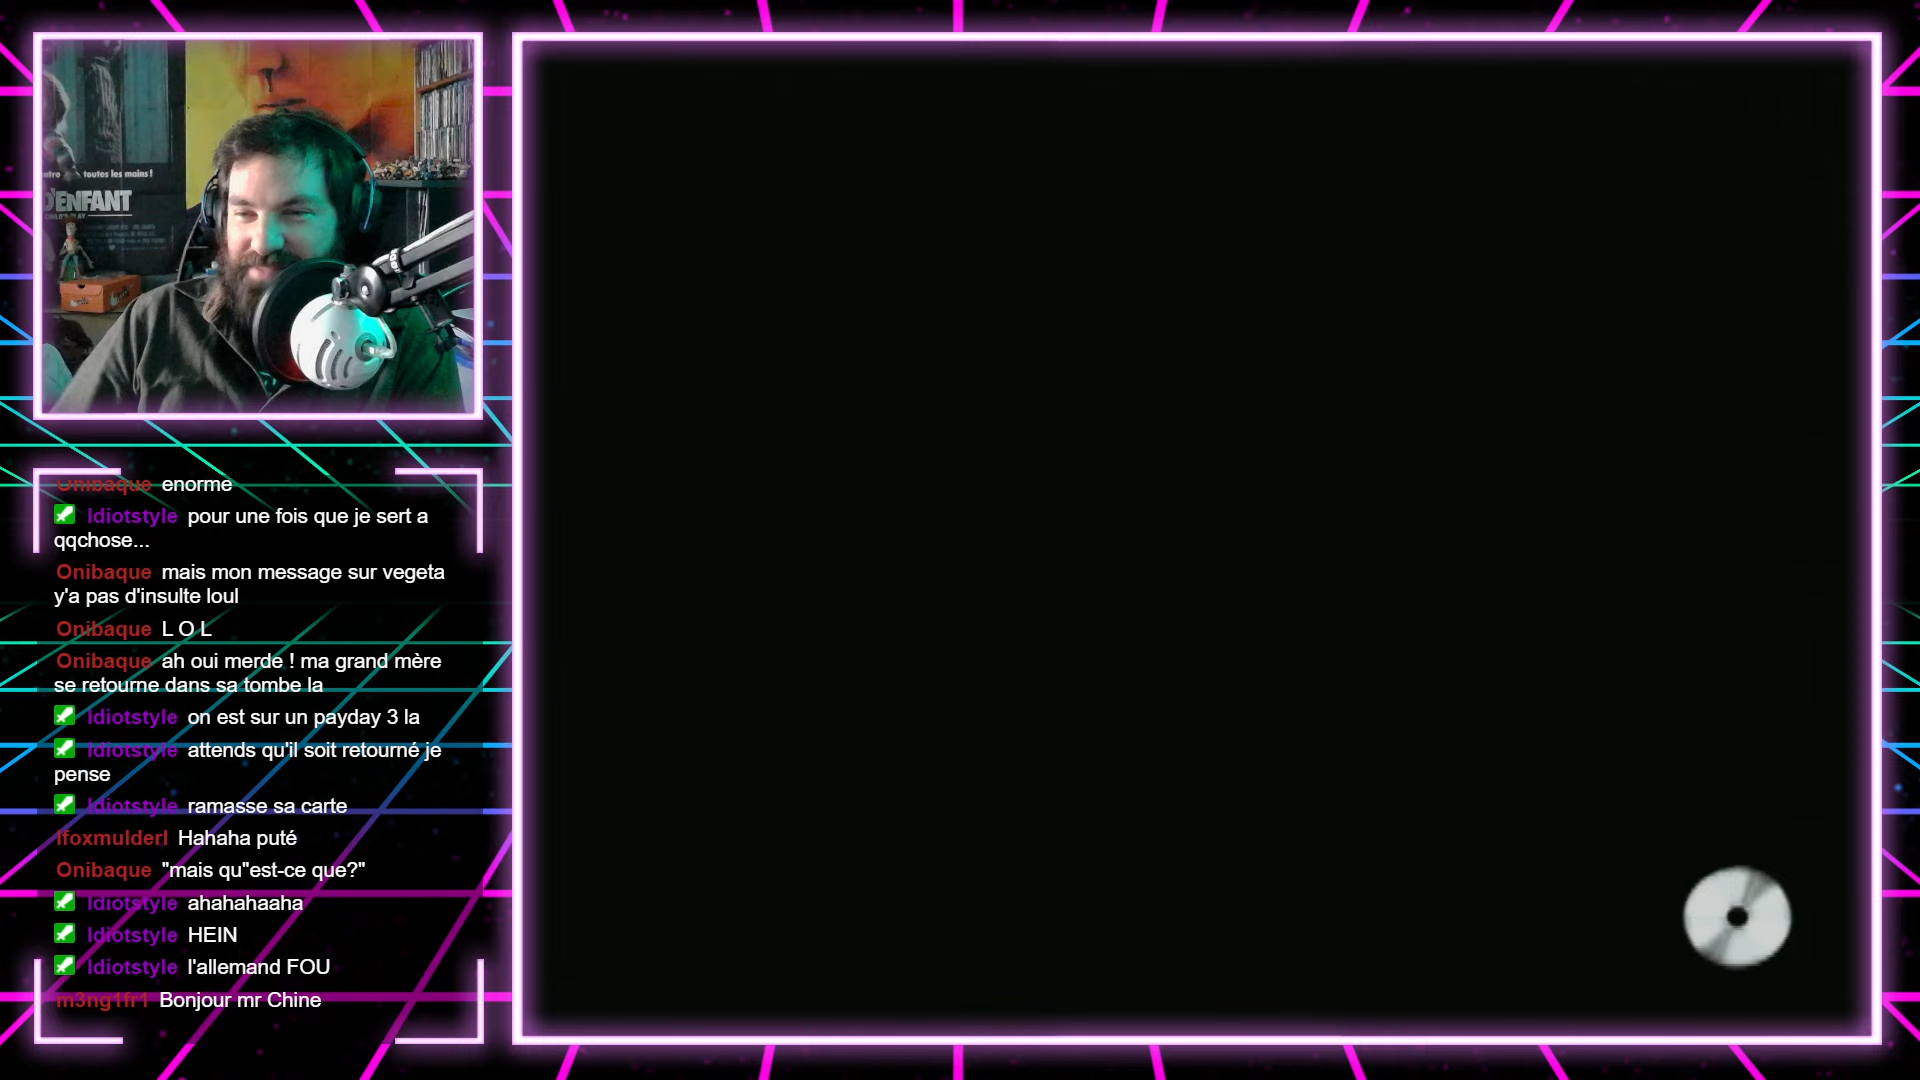 toutes les mains !
D'ENFANT
Onibaque enorme
Idiotstyle pour une fois que je sert a
qqchose...
Onibaque mais mon message sur vegeta
y'a pas d'insulte loul
Onibaque L O L
Onibaque ah oui merde ! ma grand mère
se retourne dans sa tombe la
Idiotstyle on est sur un payday 3 la
Idiotstyle attends qu'il soit retourné je
pense
Idiotstyle ramasse sa carte
lfoxmulderl Hahaha puté
Onibaque "mais qu"est-ce que?"
Idiotstyle ahahahaaha
Idiotstyle HEIN
Idiotstyle l'allemand FOU
m3ng1fr1 Bonjour mr Chine